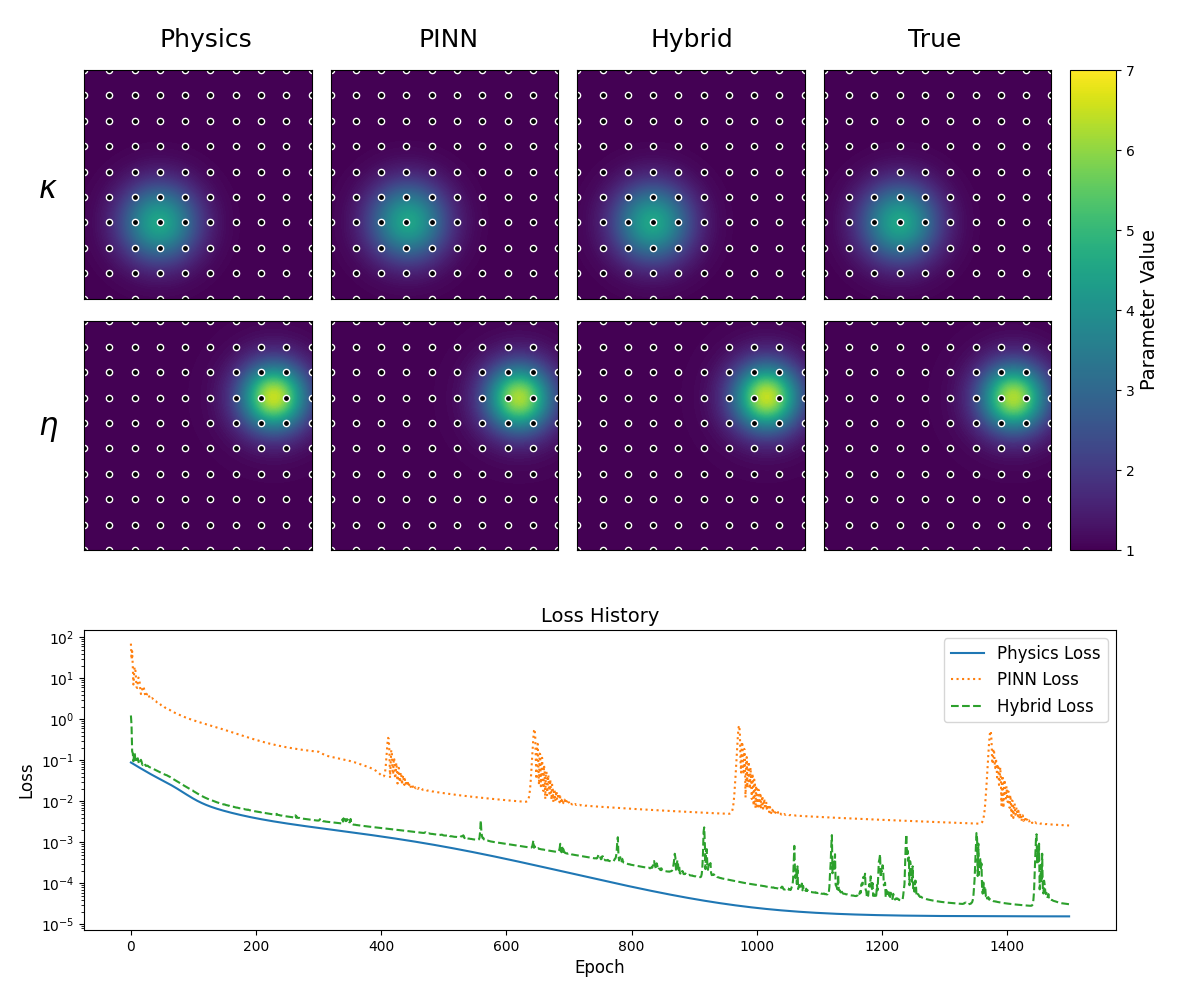 Physics PINN Hybrid True
κ
η
7
6
5
4
3
2
1
Parameter Value
Loss History
10²
10¹
10⁰
10⁻¹
10⁻²
10⁻³
10⁻⁴
10⁻⁵
Loss
Physics Loss
PINN Loss
Hybrid Loss
0 200 400 600 800 1000 1200 1400
Epoch